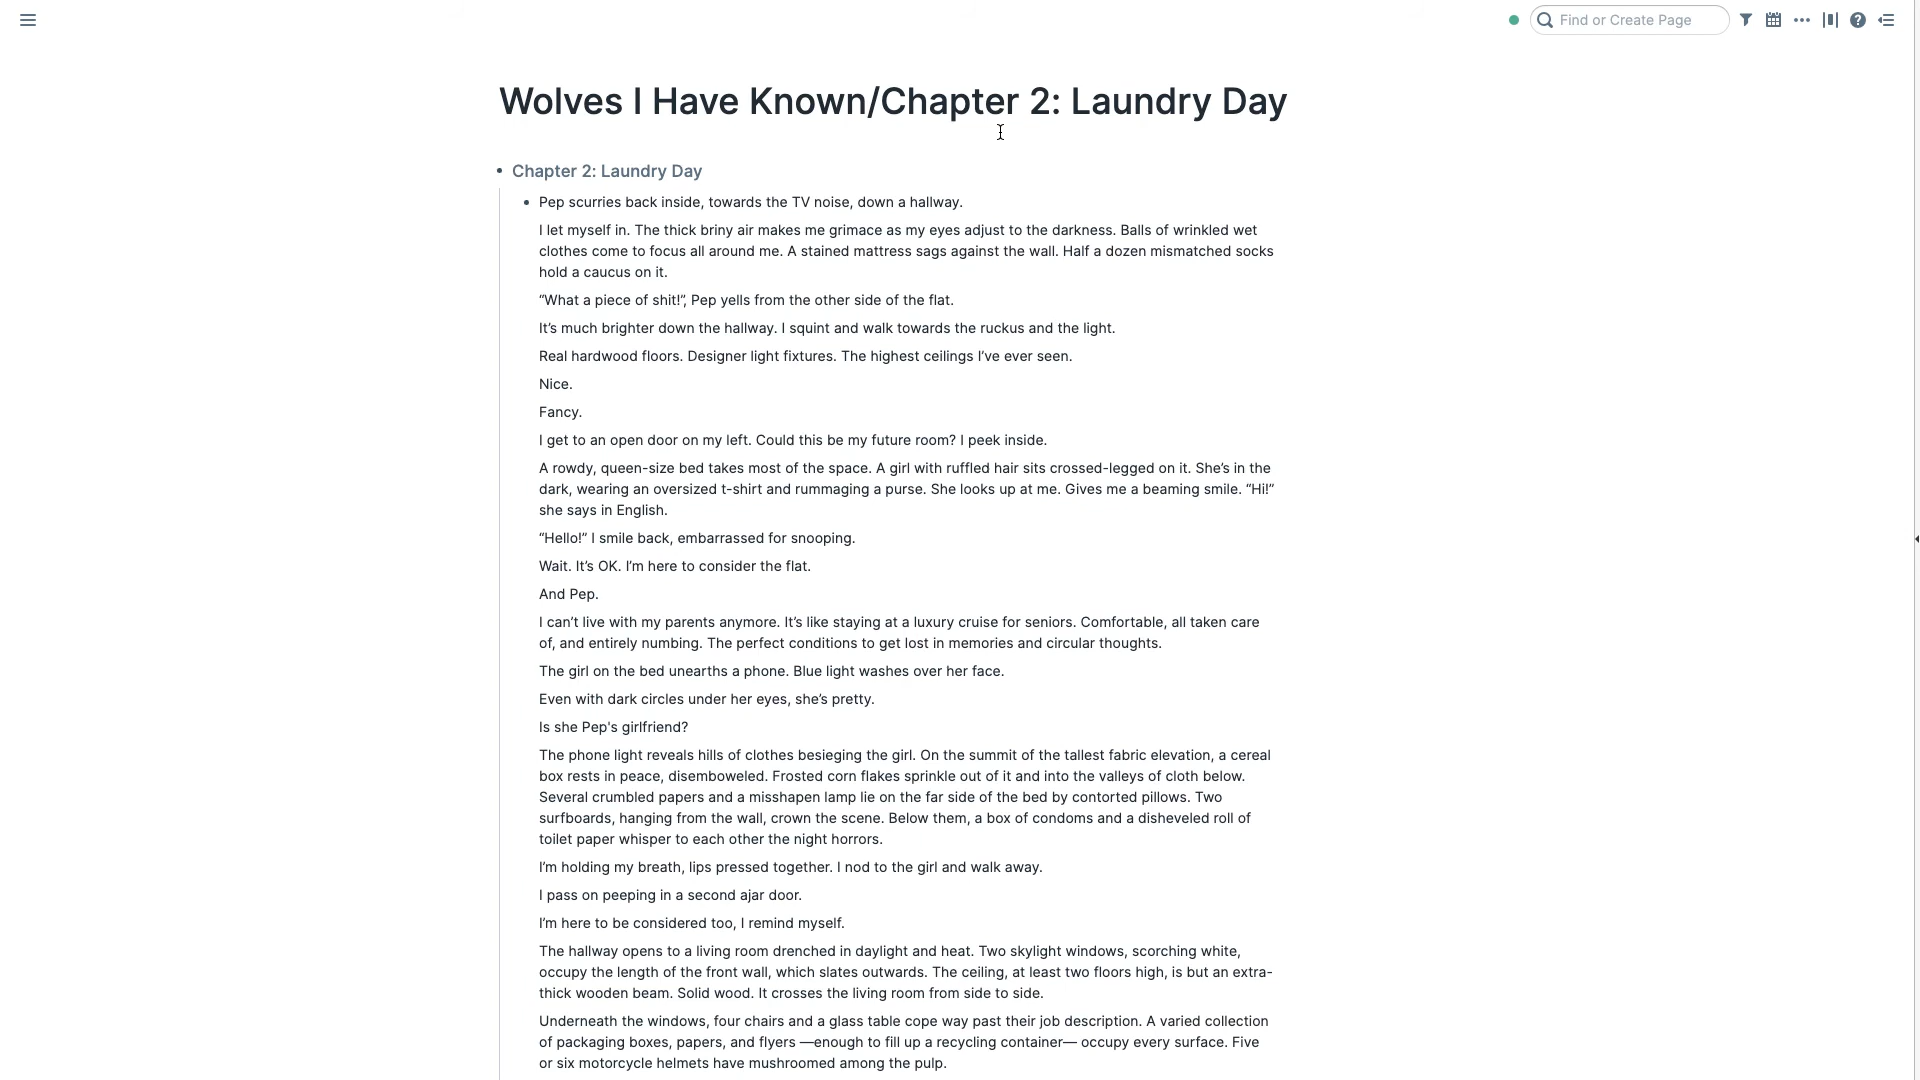 Find or Create Page
Wolves I Have Known/Chapter 2: Laundry Day
Chapter 2: Laundry Day
Pep scurries back inside, towards the TV noise, down a hallway.
I let myself in. The thick briny air makes me grimace as my eyes adjust to the darkness. Balls of wrinkled wet
clothes come to focus all around me. A stained mattress sags against the wall. Half a dozen mismatched socks
hold a caucus on it.
“What a piece of shit!”, Pep yells from the other side of the flat.
It’s much brighter down the hallway. I squint and walk towards the ruckus and the light.
Real hardwood floors. Designer light fixtures. The highest ceilings I’ve ever seen.
Nice.
Fancy.
I get to an open door on my left. Could this be my future room? I peek inside.
A rowdy, queen-size bed takes most of the space. A girl with ruffled hair sits crossed-legged on it. She’s in the
dark, wearing an oversized t-shirt and rummaging a purse. She looks up at me. Gives me a beaming smile. “Hi!”
she says in English.
“Hello!” I smile back, embarrassed for snooping.
Wait. It’s OK. I’m here to consider the flat.
And Pep.
I can’t live with my parents anymore. It’s like staying at a luxury cruise for seniors. Comfortable, all taken care
of, and entirely numbing. The perfect conditions to get lost in memories and circular thoughts.
The girl on the bed unearths a phone. Blue light washes over her face.
Even with dark circles under her eyes, she’s pretty.
Is she Pep's girlfriend?
The phone light reveals hills of clothes besieging the girl. On the summit of the tallest fabric elevation, a cereal
box rests in peace, disemboweled. Frosted corn flakes sprinkle out of it and into the valleys of cloth below.
Several crumbled papers and a misshapen lamp lie on the far side of the bed by contorted pillows. Two
surfboards, hanging from the wall, crown the scene. Below them, a box of condoms and a disheveled roll of
toilet paper whisper to each other the night horrors.
I’m holding my breath, lips pressed together. I nod to the girl and walk away.
I pass on peeping in a second ajar door.
I’m here to be considered too, I remind myself.
The hallway opens to a living room drenched in daylight and heat. Two skylight windows, scorching white,
occupy the length of the front wall, which slates outwards. The ceiling, at least two floors high, is but an extra-
thick wooden beam. Solid wood. It crosses the living room from side to side.
Underneath the windows, four chairs and a glass table cope way past their job description. A varied collection
of packaging boxes, papers, and flyers —enough to fill up a recycling container— occupy every surface. Five
or six motorcycle helmets have mushroomed among the pulp.